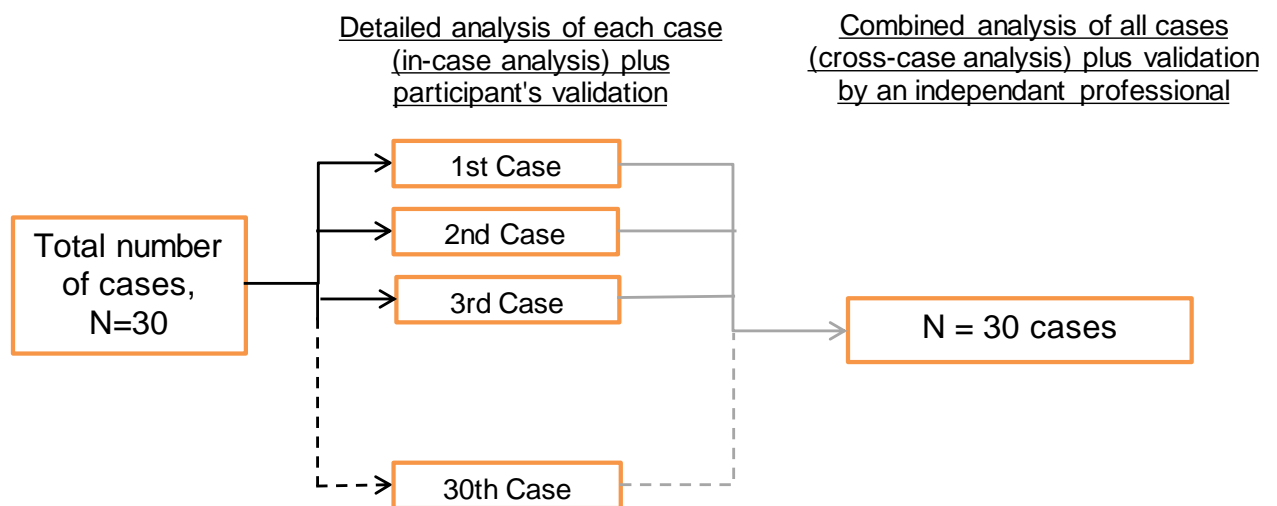 Detailed analysis of each case
(in-case analysis) plus
participant's validation
Combined analysis of all cases
(cross-case analysis) plus validation
by an independant professional
Total number
of cases,
N=30
1st Case
2nd Case
3rd Case
30th Case
N = 30 cases